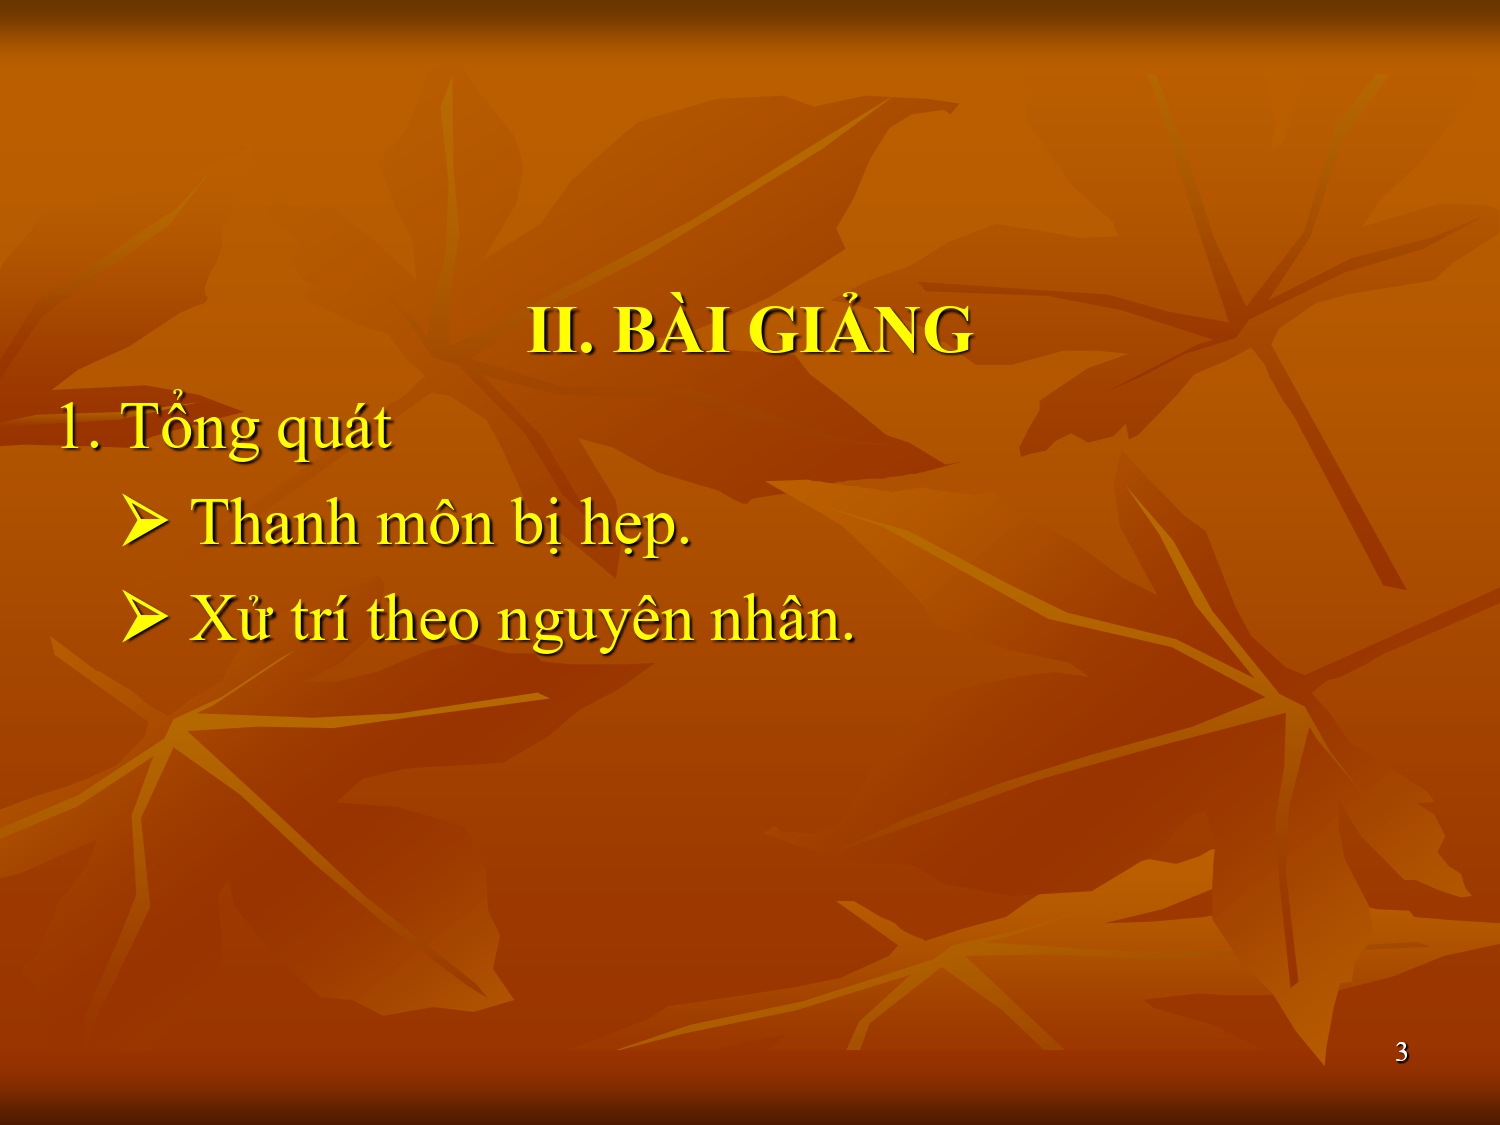 II. BÀI GIẢNG
1. Tổng quát
➢ Thanh môn bị hẹp.
➢ Xử trí theo nguyên nhân.
3